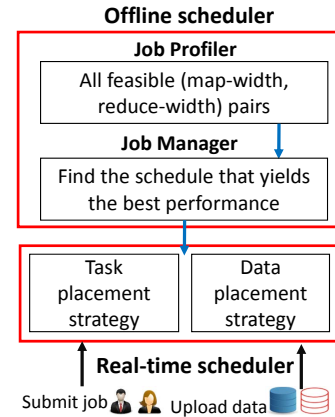 Offline scheduler
Job Profiler
All feasible (map-width,
reduce-width) pairs
Job Manager
Find the schedule that yields
the best performance
Task
placement
strategy
Data
placement
strategy
Real-time scheduler
Submit job
Upload data